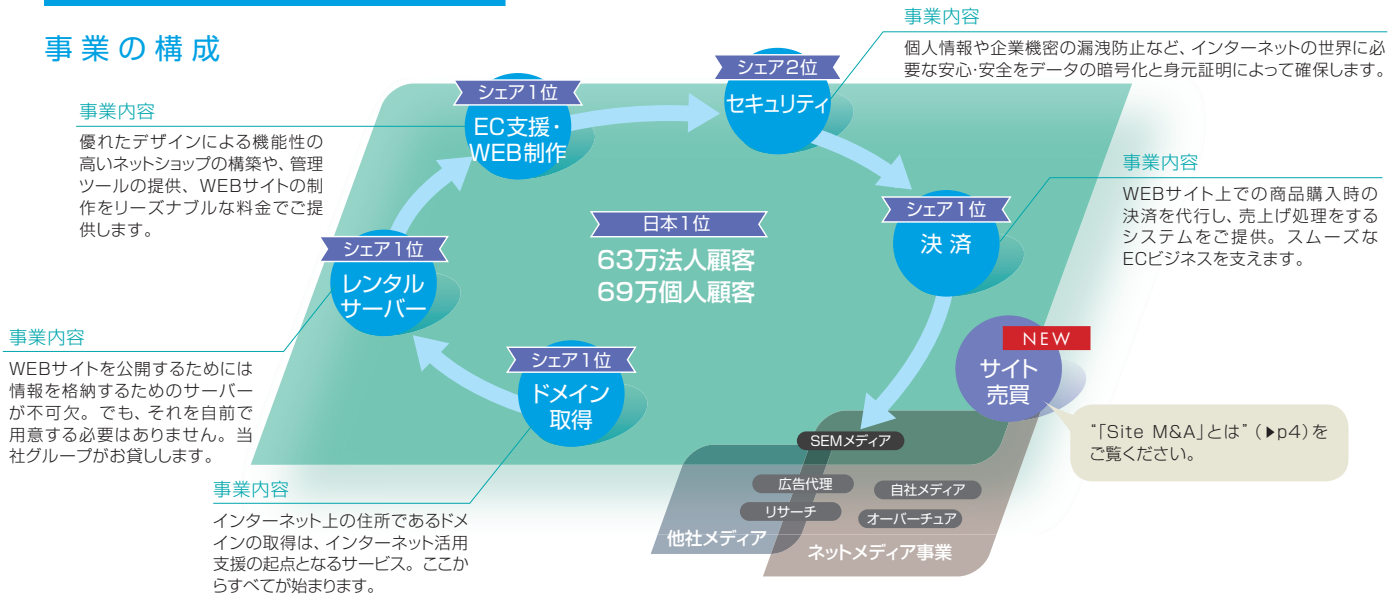 事業の構成
事業内容
優れたデザインによる機能性の
高いネットショップの構築や、管理
ツールの提供、WEBサイトの制
作をリーズナブルな料金でご提
供します。
シェア1位
EC支援・
WEB制作
シェア2位
セキュリティ
事業内容
個人情報や企業機密の漏洩防止など、インターネットの世界に必
要な安心・安全をデータの暗号化と身元証明によって確保します。
事業内容
WEBサイト上での商品購入時の
決済を代行し、売上げ処理をする
システムをご提供。スムーズな
ECビジネスを支えます。
シェア1位
決済
日本1位
63万法人顧客
69万個人顧客
シェア1位
レンタル
サーバー
事業内容
WEBサイトを公開するためには
情報を格納するためのサーバー
が不可欠。でも、それを自前で
用意する必要はありません。当
社グループがお貸しします。
シェア1位
ドメイン
取得
事業内容
インターネット上の住所であるドメ
インの取得は、インターネット活用
支援の起点となるサービス。ここか
らすべてが始まります。
NEW
サイト
売買
“「Site M&A」とは”(▶p4)を
ご覧ください。
SEMメディア
広告代理
自社メディア
リサーチ
オーバーチュア
他社メディア
ネットメディア事業